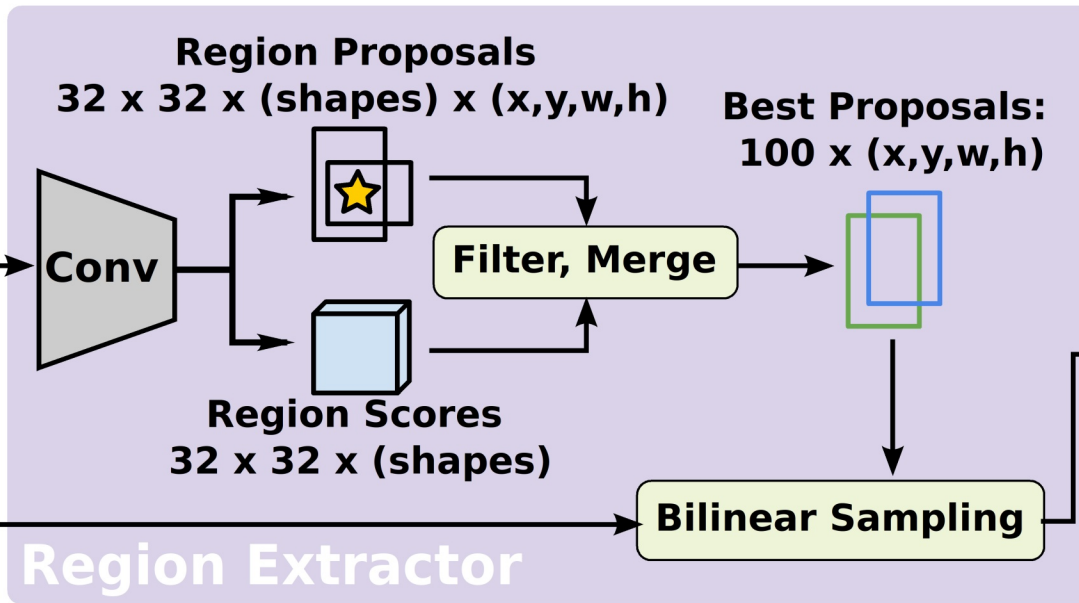 Region Proposals
32 x 32 x (shapes) x (x,y,w,h)
Best Proposals:
100 x (x,y,w,h)
Conv
Filter, Merge
Region Scores
32 x 32 x (shapes)
Bilinear Sampling
Region Extractor